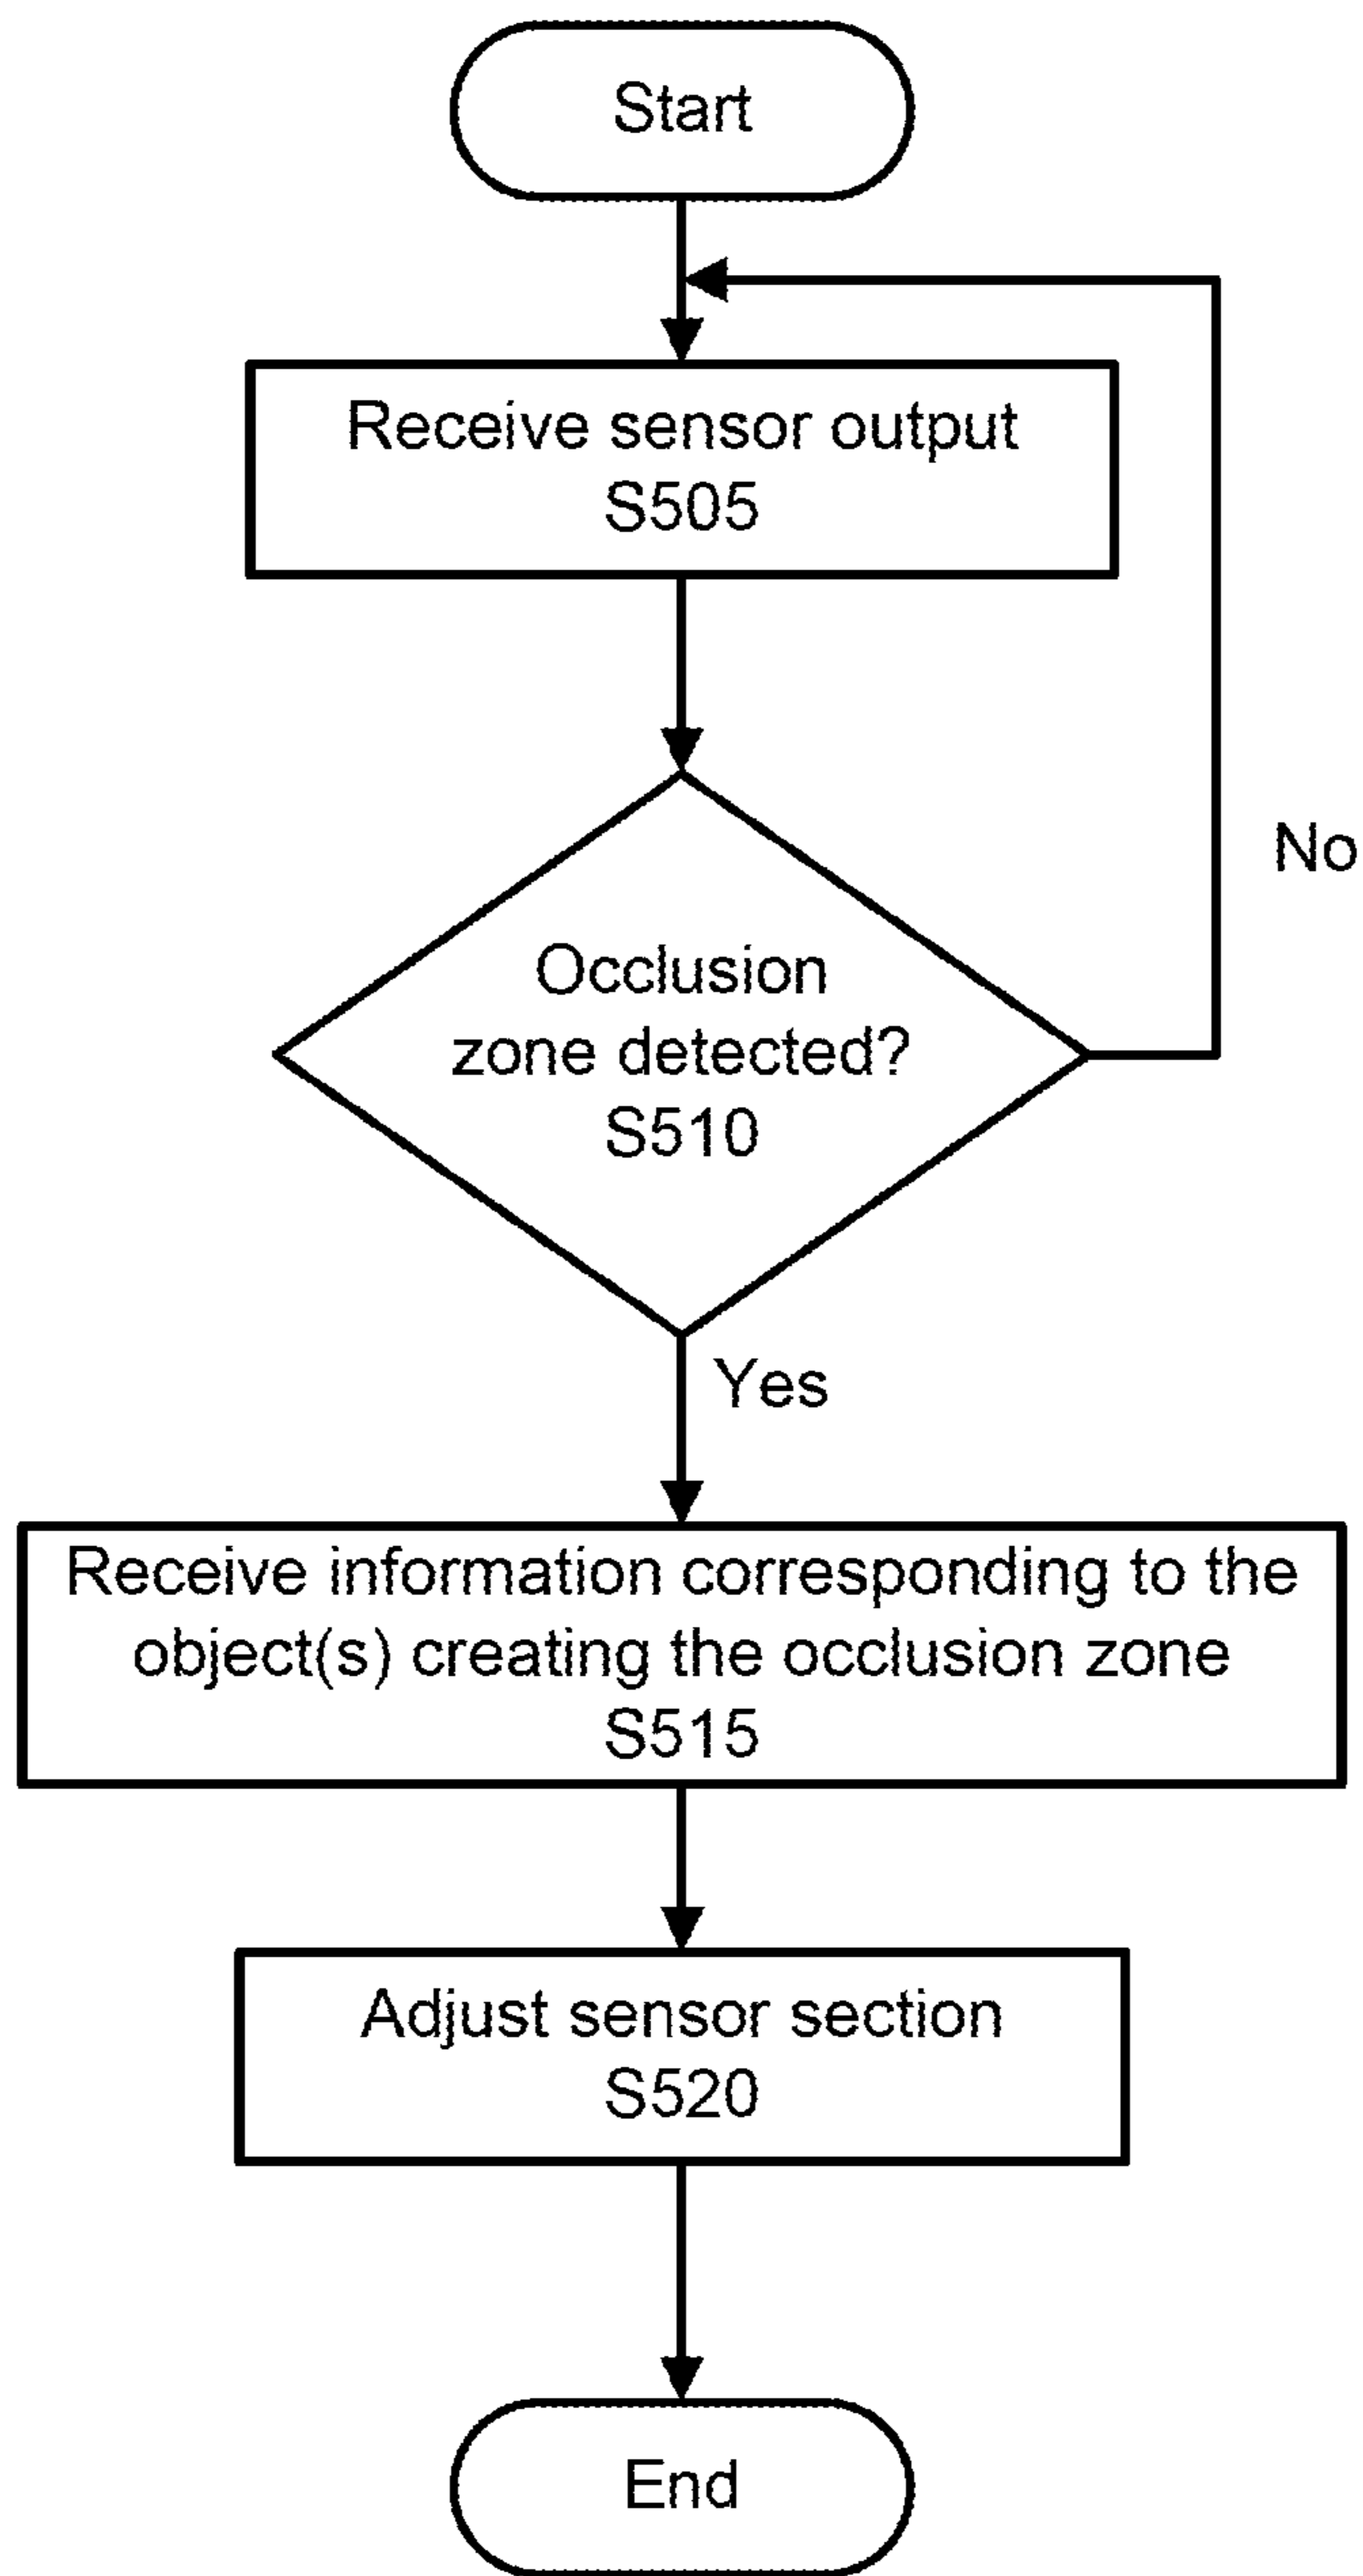 Start
Receive sensor output
S505
No
Occlusion
zone detected?
S510
Yes
Receive information corresponding to the
object(s) creating the occlusion zone
S515
Adjust sensor section
S520
End